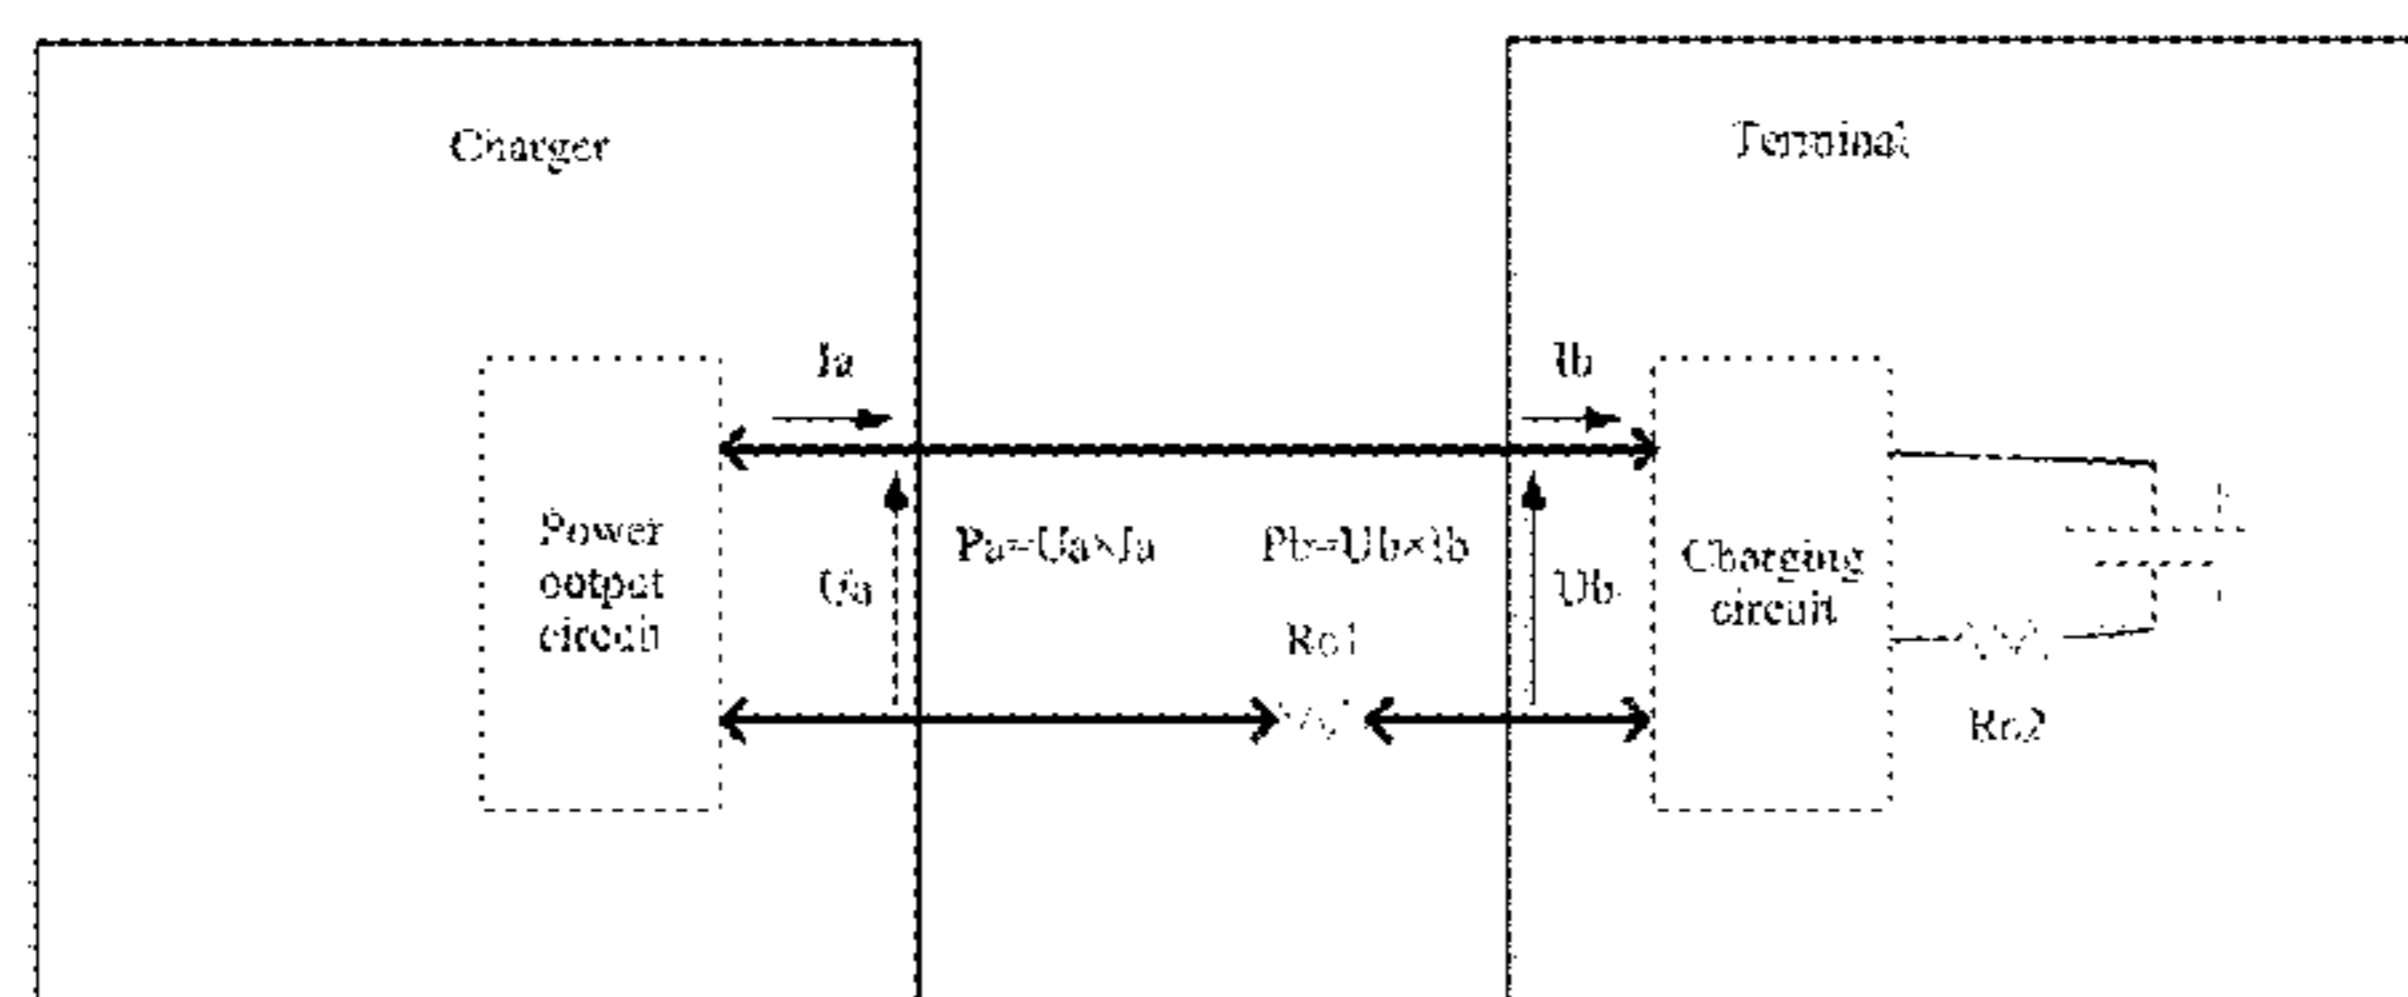 Charger
Terminal
Ia
Ib
Power
output
circuit
Ua
Pa=Ua×Ia
Pb=Ub×Ib
Ub
Charging
circuit
Ro1
Ro2